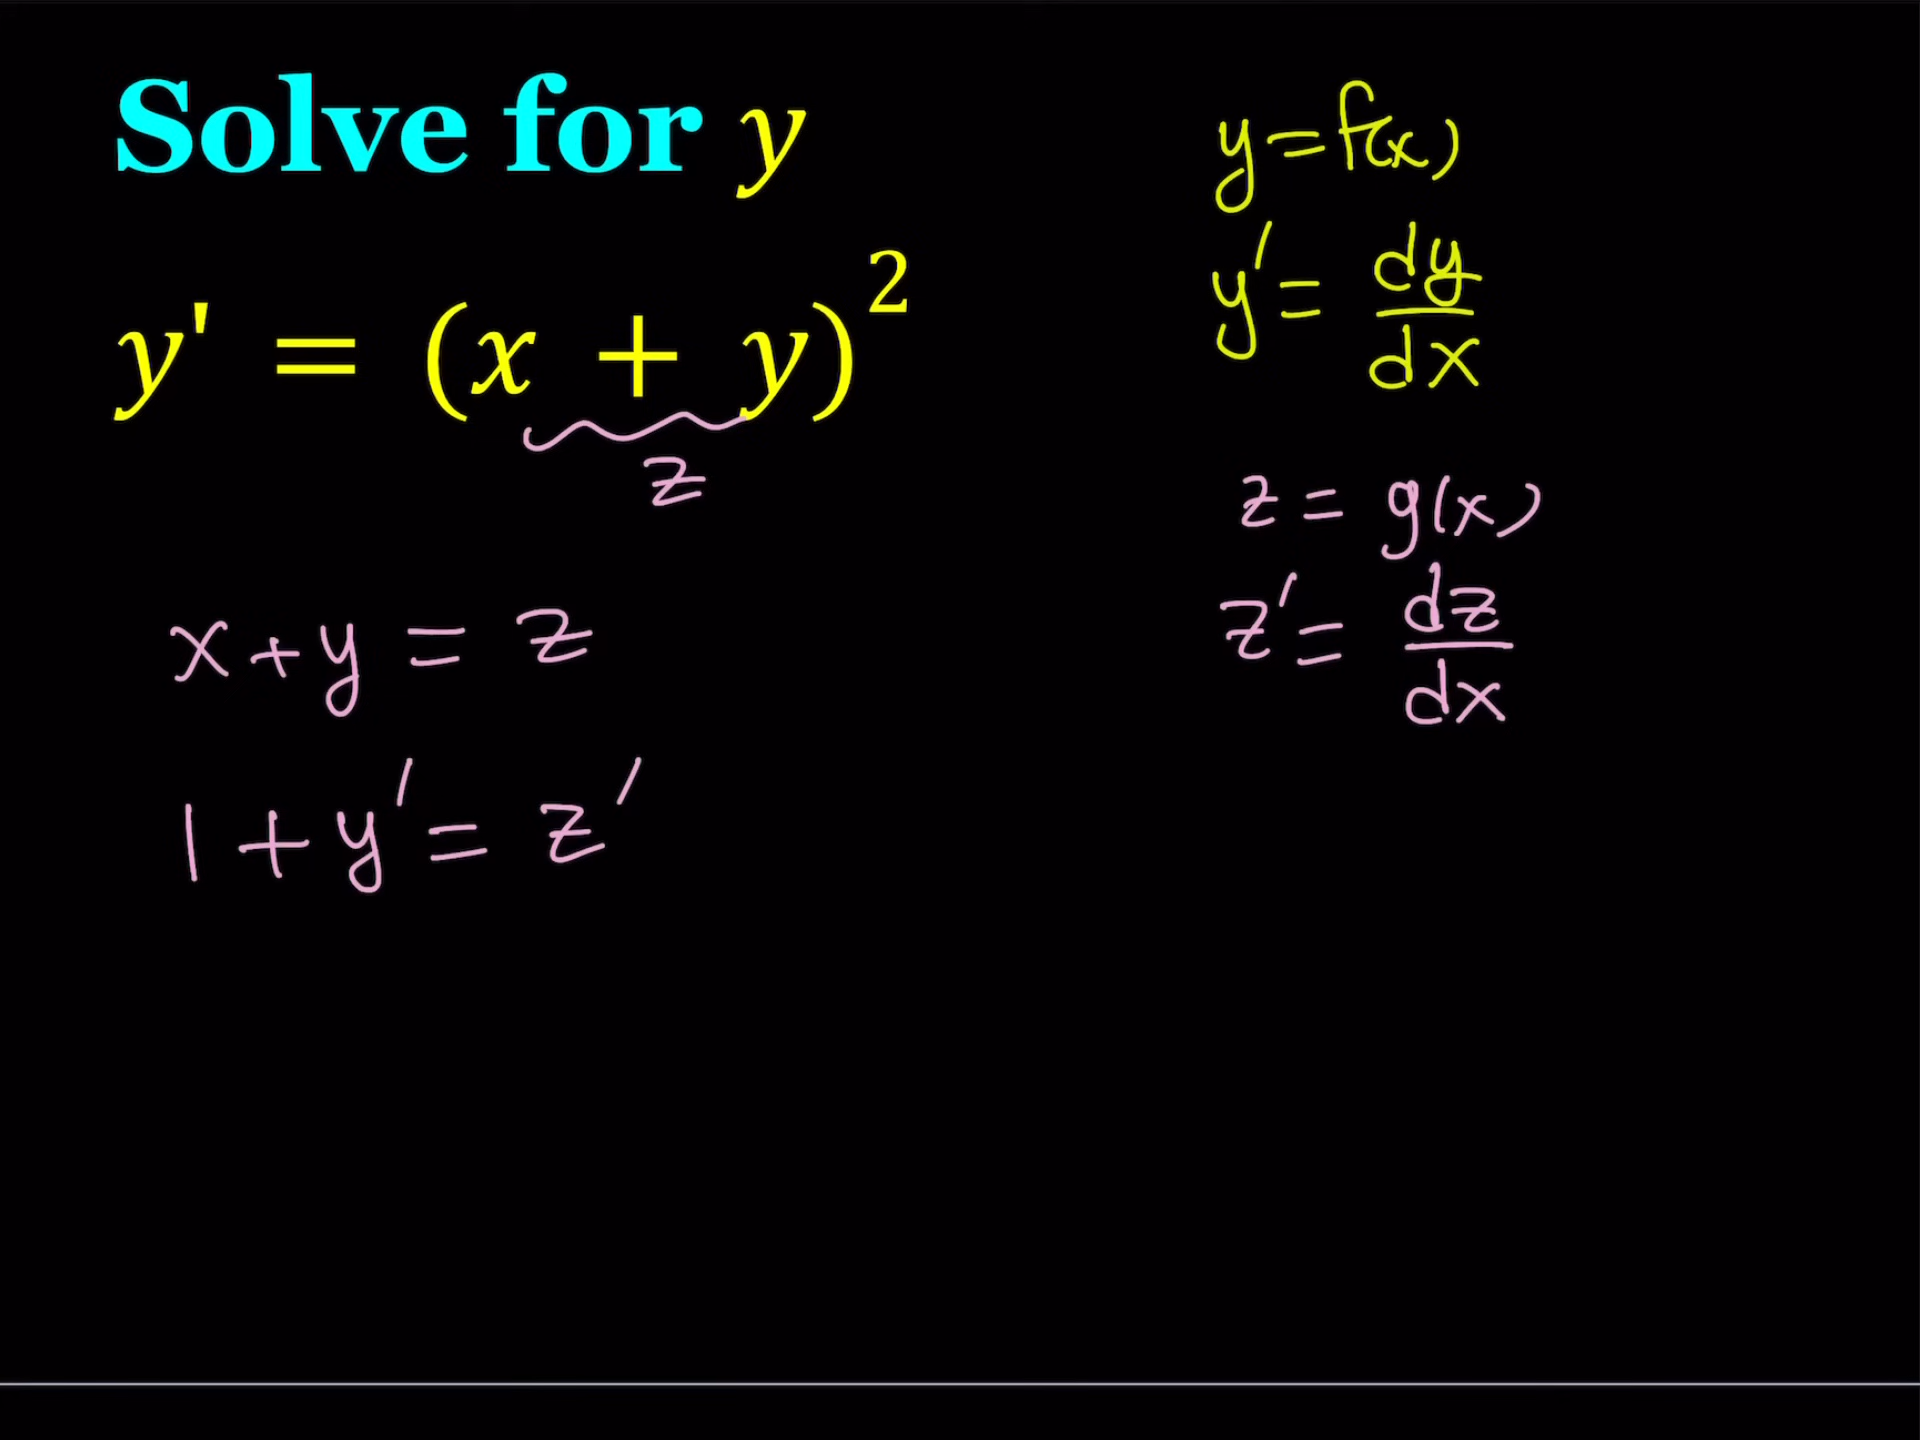 Solve for y
y' = (x + y)²
z
x + y = z
1 + y' = z'
y = f(x)
y' = dy/dx
z = g(x)
z' = dz/dx